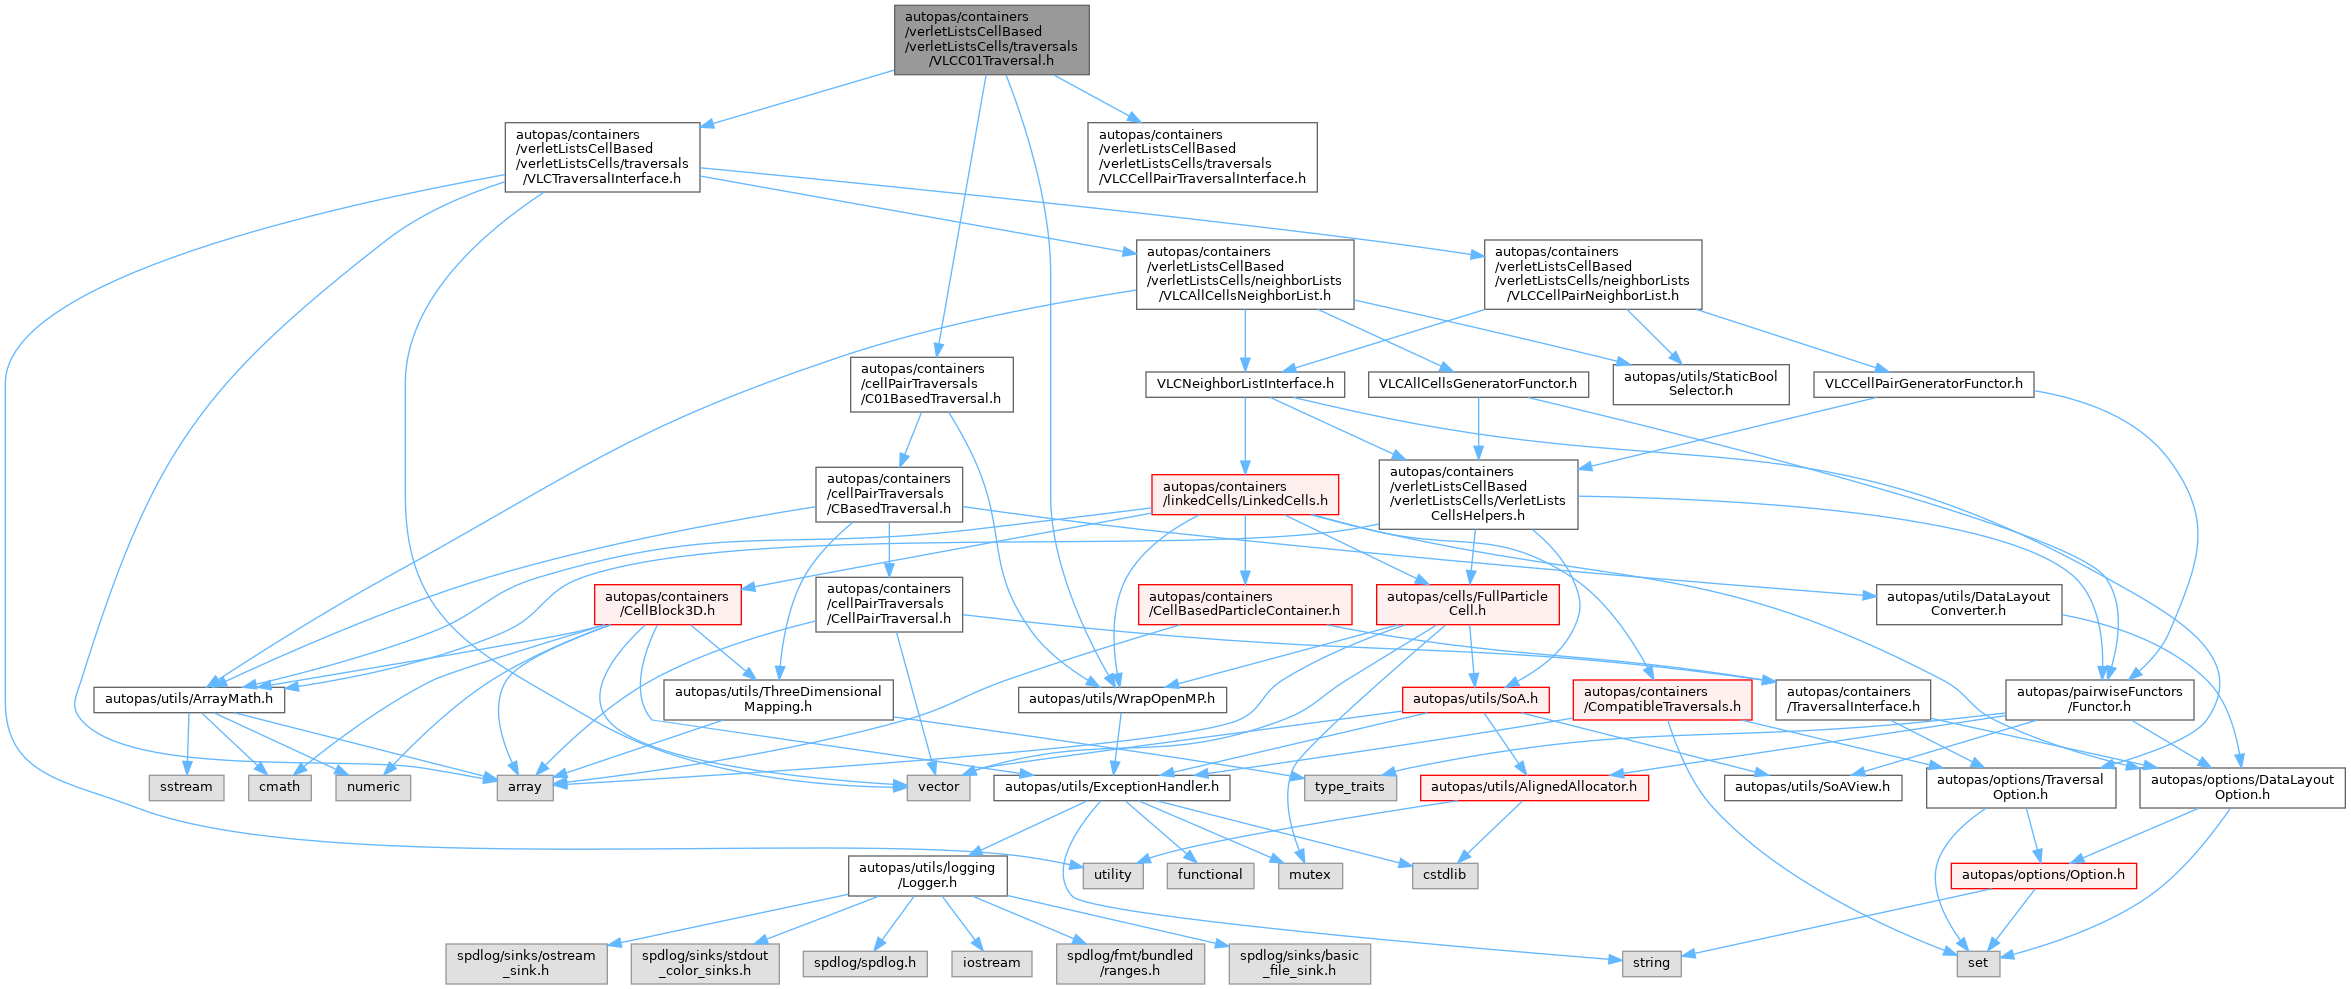 autopas/containers
/verletListsCellBased
/verletListsCells/traversals
/VLCC01Traversal.h
autopas/containers
/verletListsCellBased
/verletListsCells/traversals
/VLCTraversalInterface.h
autopas/containers
/verletListsCellBased
/verletListsCells/traversals
/VLCCellPairTraversalInterface.h
autopas/containers
/verletListsCellBased
/verletListsCells/neighborLists
/VLCAllCellsNeighborList.h
autopas/containers
/verletListsCellBased
/verletListsCells/neighborLists
/VLCCellPairNeighborList.h
autopas/containers
/cellPairTraversals
/C01BasedTraversal.h
VLCNeighborListInterface.h
VLCAllCellsGeneratorFunctor.h
autopas/utils/StaticBool
Selector.h
VLCCellPairGeneratorFunctor.h
autopas/containers
/cellPairTraversals
/CBasedTraversal.h
autopas/containers
/linkedCells/LinkedCells.h
autopas/containers
/verletListsCellBased
/verletListsCells/VerletLists
CellsHelpers.h
autopas/containers
/CellBlock3D.h
autopas/containers
/cellPairTraversals
/CellPairTraversal.h
autopas/containers
/CellBasedParticleContainer.h
autopas/cells/FullParticle
Cell.h
autopas/utils/DataLayout
Converter.h
autopas/utils/ArrayMath.h
autopas/utils/ThreeDimensional
Mapping.h
autopas/utils/WrapOpenMP.h
autopas/utils/SoA.h
autopas/containers
/CompatibleTraversals.h
autopas/containers
/TraversalInterface.h
autopas/pairwiseFunctors
/Functor.h
sstream
cmath
numeric
array
vector
autopas/utils/ExceptionHandler.h
type_traits
autopas/utils/AlignedAllocator.h
autopas/utils/SoAView.h
autopas/options/Traversal
Option.h
autopas/options/DataLayout
Option.h
autopas/utils/logging
/Logger.h
utility
functional
mutex
cstdlib
autopas/options/Option.h
spdlog/sinks/ostream
_sink.h
spdlog/sinks/stdout
_color_sinks.h
spdlog/spdlog.h
iostream
spdlog/fmt/bundled
/ranges.h
spdlog/sinks/basic
_file_sink.h
string
set